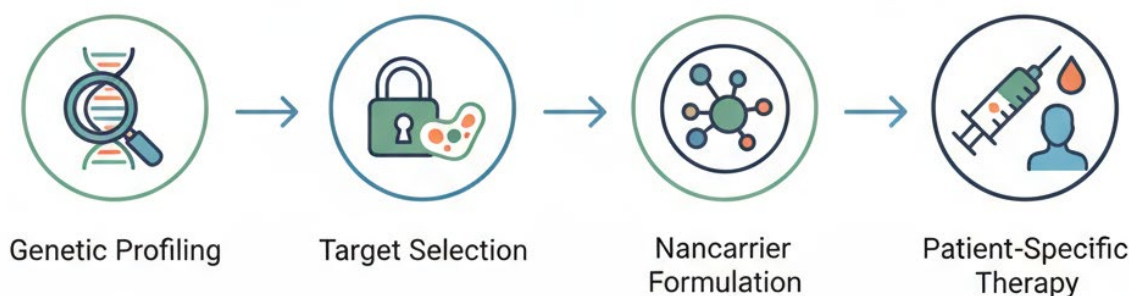 Genetic Profiling
Target Selection
Nancarrier
Formulation
Patient-Specific
Therapy